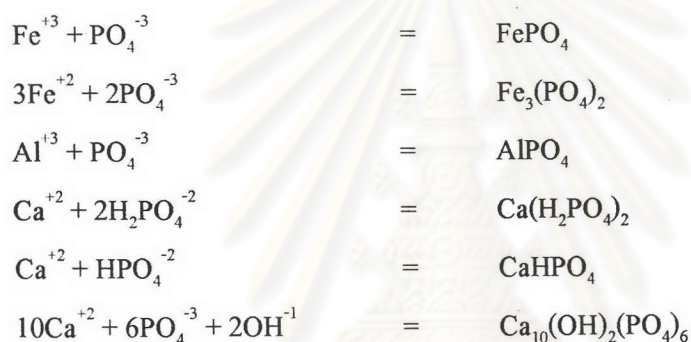 Fe⁺³ + PO₄⁻³ = FePO₄
3Fe⁺² + 2PO₄⁻³ = Fe₃(PO₄)₂
Al⁺³ + PO₄⁻³ = AlPO₄
Ca⁺² + 2H₂PO₄⁻² = Ca(H₂PO₄)₂
Ca⁺² + HPO₄⁻² = CaHPO₄
10Ca⁺² + 6PO₄⁻³ + 2OH⁻¹ = Ca₁₀(OH)₂(PO₄)₆